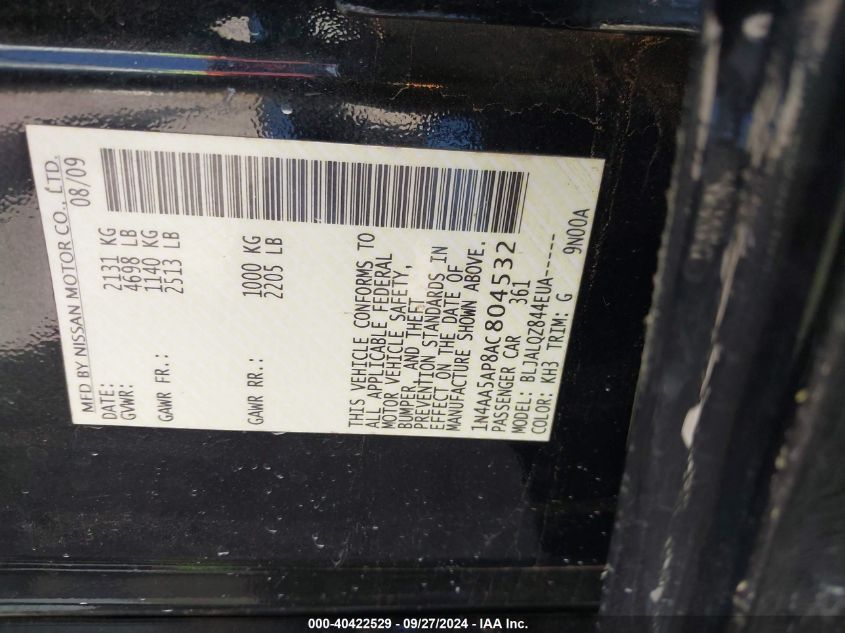 MFD BY NISSAN MOTOR CO., LTD.
DATE: 08/09
GVWR: 2131 KG
4698 LB
GAWR FR.: 1140 KG
2513 LB
GAWR RR.: 1000 KG
2205 LB
THIS VEHICLE CONFORMS TO
ALL APPLICABLE FEDERAL
MOTOR VEHICLE SAFETY,
BUMPER, AND THEFT
PREVENTION STANDARDS IN
EFFECT ON THE DATE OF
MANUFACTURE SHOWN ABOVE.
1N4AA5AP8AC804532
PASSENGER CAR 361
MODEL: BLJALQZ844EUA------
COLOR: KH3 TRIM: G 9N00A
000-40422529 - 09/27/2024 - IAA Inc.